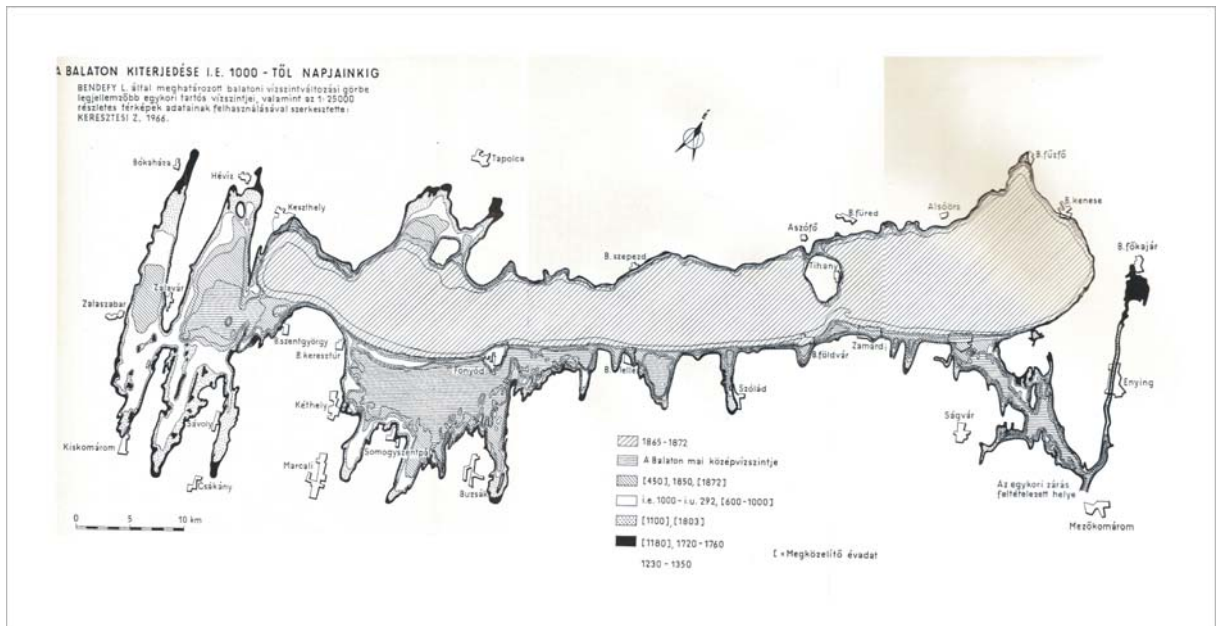 A BALATON KITERJEDÉSE I.E. 1000 - TŐL NAPJAINKIG
BENDEFY L. által meghatározott balatoni vízszintváltozási görbe
legjellemzőbb egykori tartós vízszintjei, valamint az 1:25000
részletes térképek adatainak felhasználásával szerkesztette:
KERESZTESI Z. 1966.
Bókaháza
Hévíz
Keszthely
Tapolca
B.fűzfő
B.kenese
Alsóörs
B.füred
Aszófő
Tihany
B.szepezd
B.főkajár
Zalavár
Zalaszabar
B.szentgyörgy
B.keresztúr
Fonyód
B.lelle
B.földvár
Zamárdi
Szólád
Enying
Kéthely
Ságvár
Sávoly
Kiskomárom
Somogyszentpál
Marcali
Buzsák
Csákány
Az egykori zárás
feltételezett helye
Mezőkomárom
0 5 10 km
1865-1872
A Balaton mai középvízszintje
[450], 1850, [1872]
i.e. 1000 - i.u. 292, [600-1000]
[1100], [1803]
[1180], 1720-1760
1230-1350
[ = Megközelítő évadat